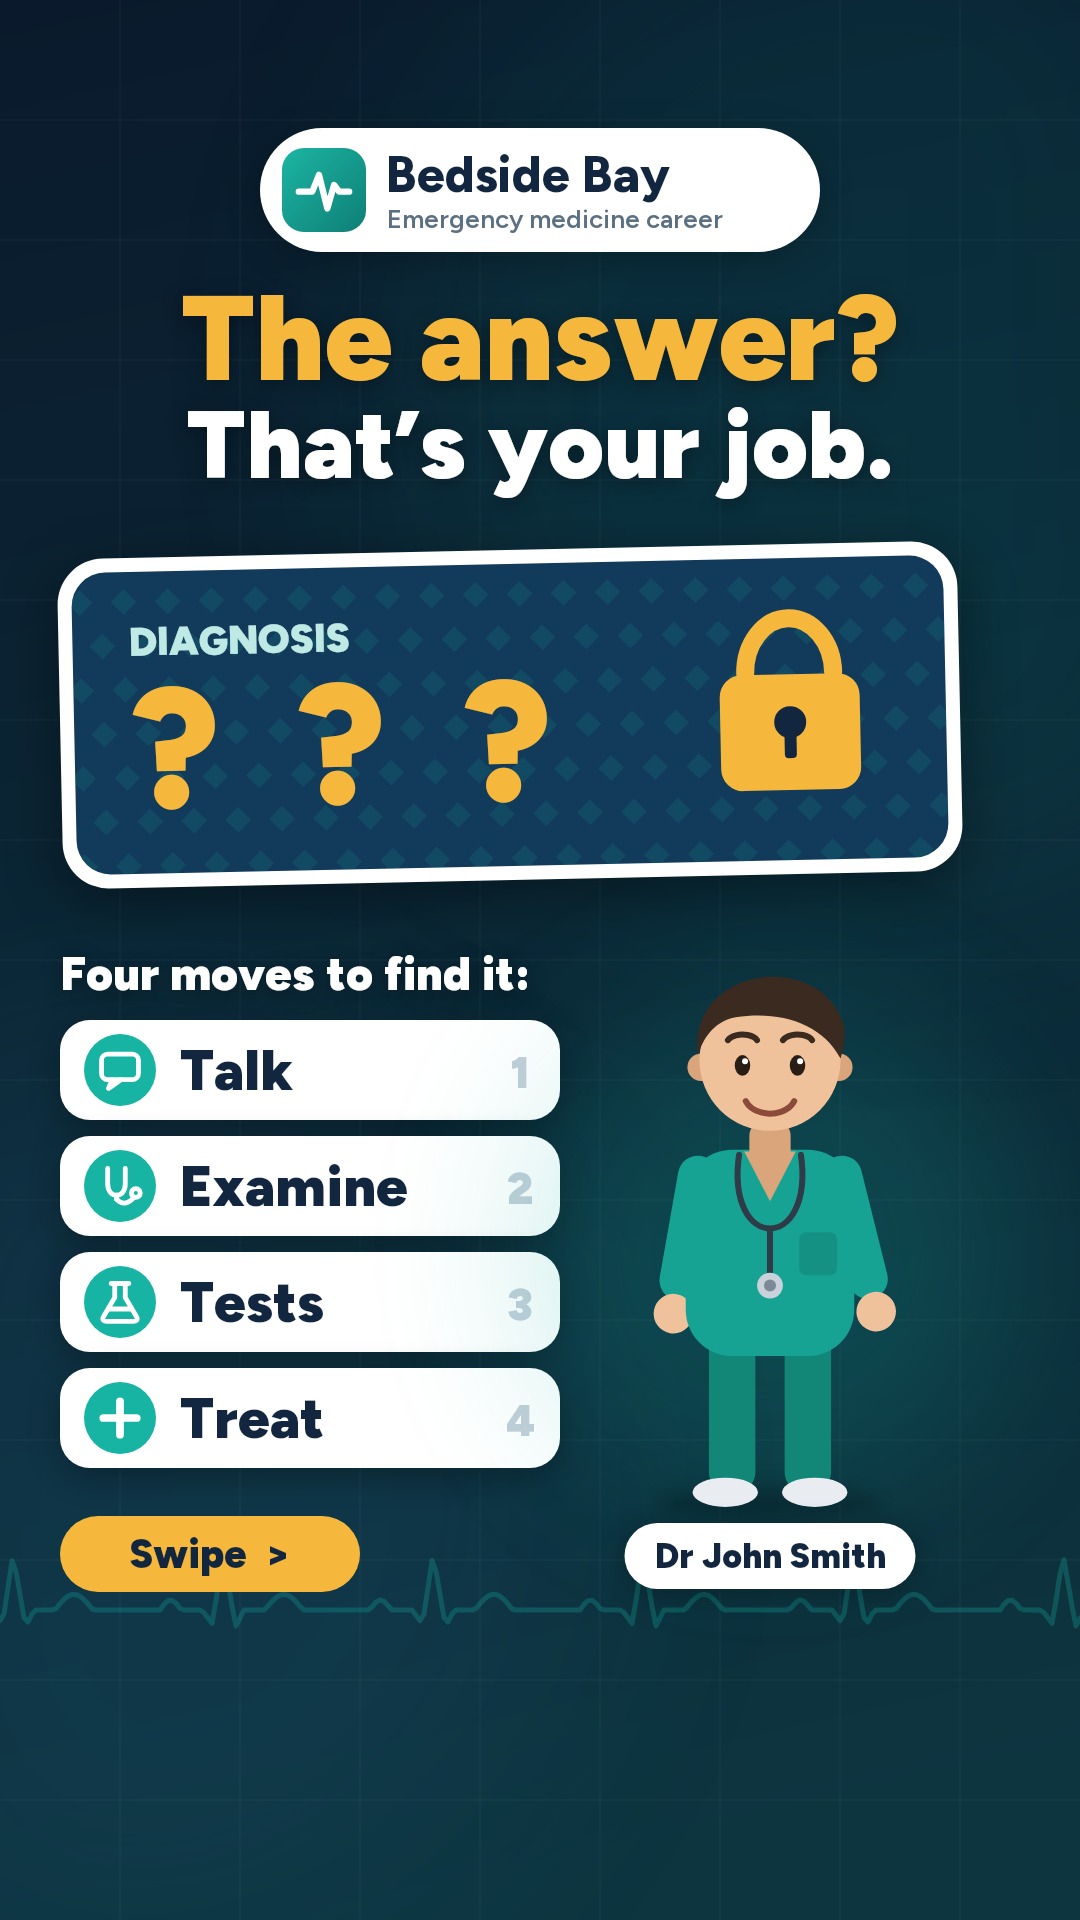 Bedside Bay
Emergency medicine career
The answer?
That’s your job.
DIAGNOSIS
? ? ?
Four moves to find it:
Talk 1
Examine 2
Tests 3
Treat 4
Swipe >
Dr John Smith